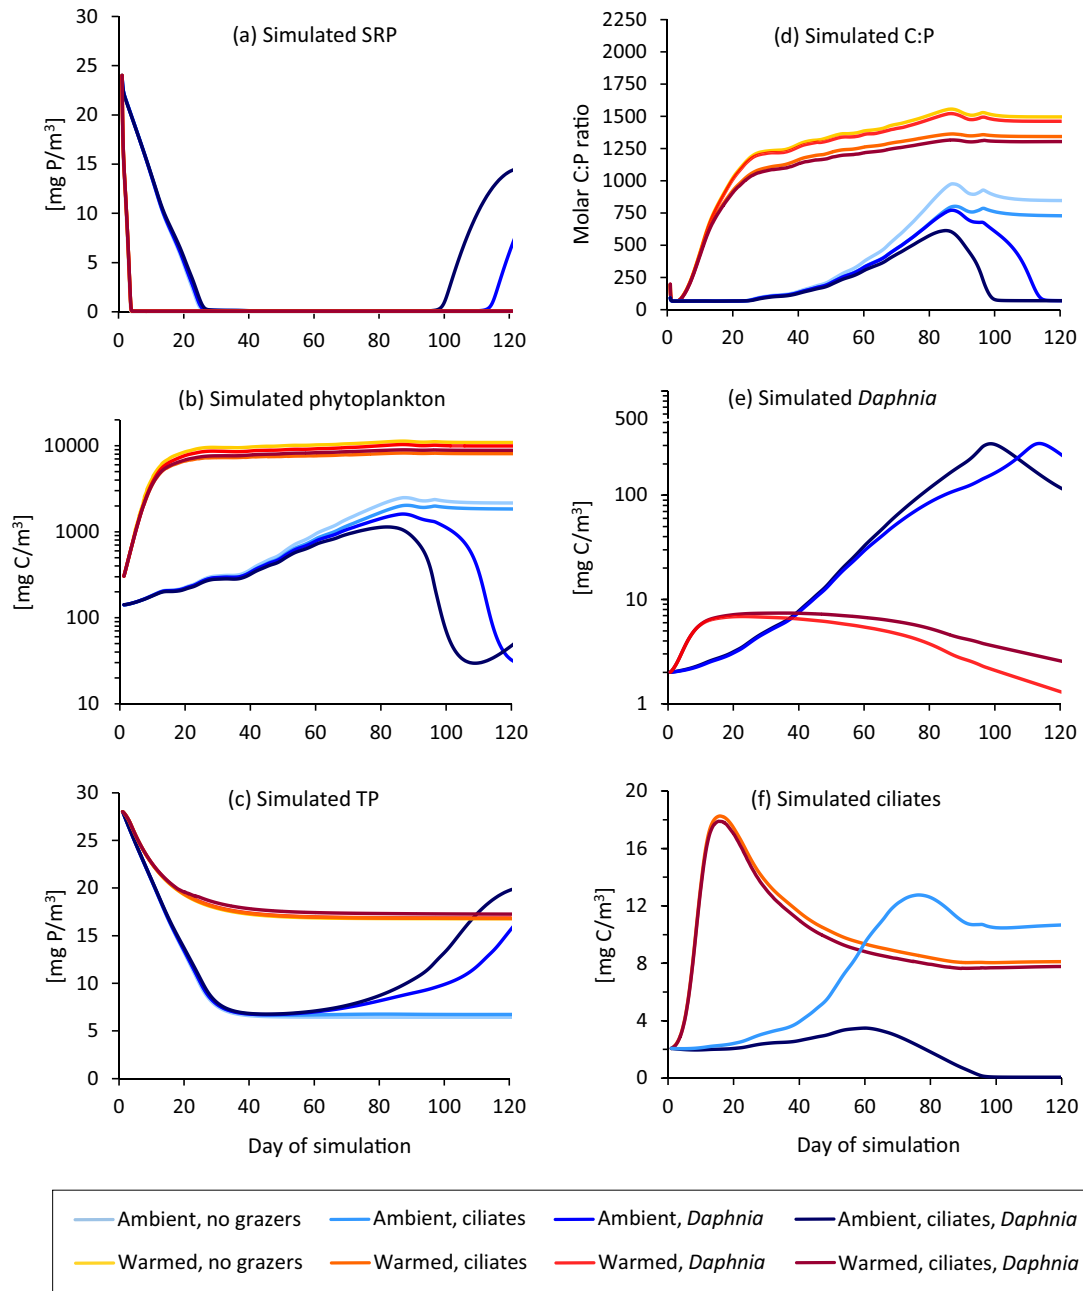 (a) Simulated SRP
[mg P/m³]
30
25
20
15
10
5
0
0 20 40 60 80 100 120
(d) Simulated C:P
Molar C:P ratio
2250
2000
1750
1500
1250
1000
750
500
250
0
0 20 40 60 80 100 120
(b) Simulated phytoplankton
[mg C/m³]
10000
1000
100
10
0 20 40 60 80 100 120
(e) Simulated Daphnia
[mg C/m³]
500
100
10
1
0 20 40 60 80 100 120
(c) Simulated TP
[mg P/m³]
30
25
20
15
10
5
0
0 20 40 60 80 100 120
Day of simulation
(f) Simulated ciliates
[mg C/m³]
20
16
12
8
4
0
0 20 40 60 80 100 120
Day of simulation
Ambient, no grazers Ambient, ciliates Ambient, Daphnia Ambient, ciliates, Daphnia
Warmed, no grazers Warmed, ciliates Warmed, Daphnia Warmed, ciliates, Daphnia